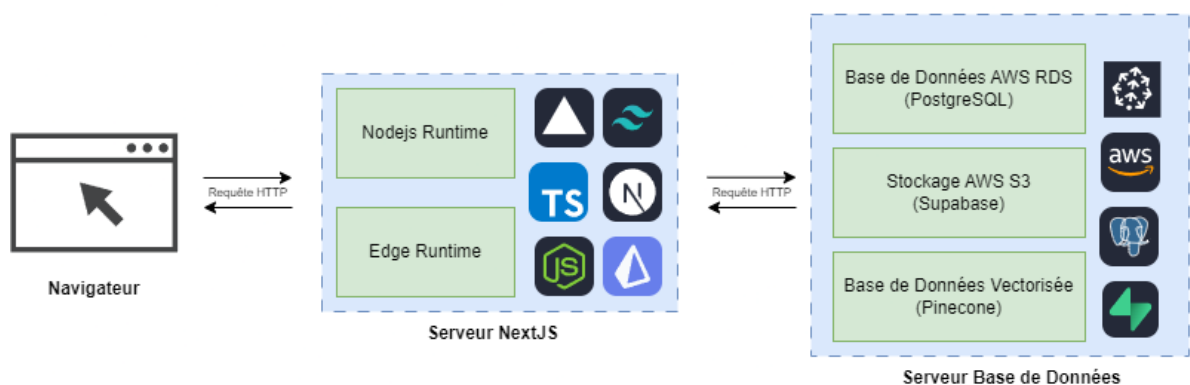 Navigateur
Requête HTTP
Nodejs Runtime
Edge Runtime
TS
N
JS
Serveur NextJS
Requête HTTP
Base de Données AWS RDS
(PostgreSQL)
Stockage AWS S3
(Supabase)
Base de Données Vectorisée
(Pinecone)
aws
Serveur Base de Données